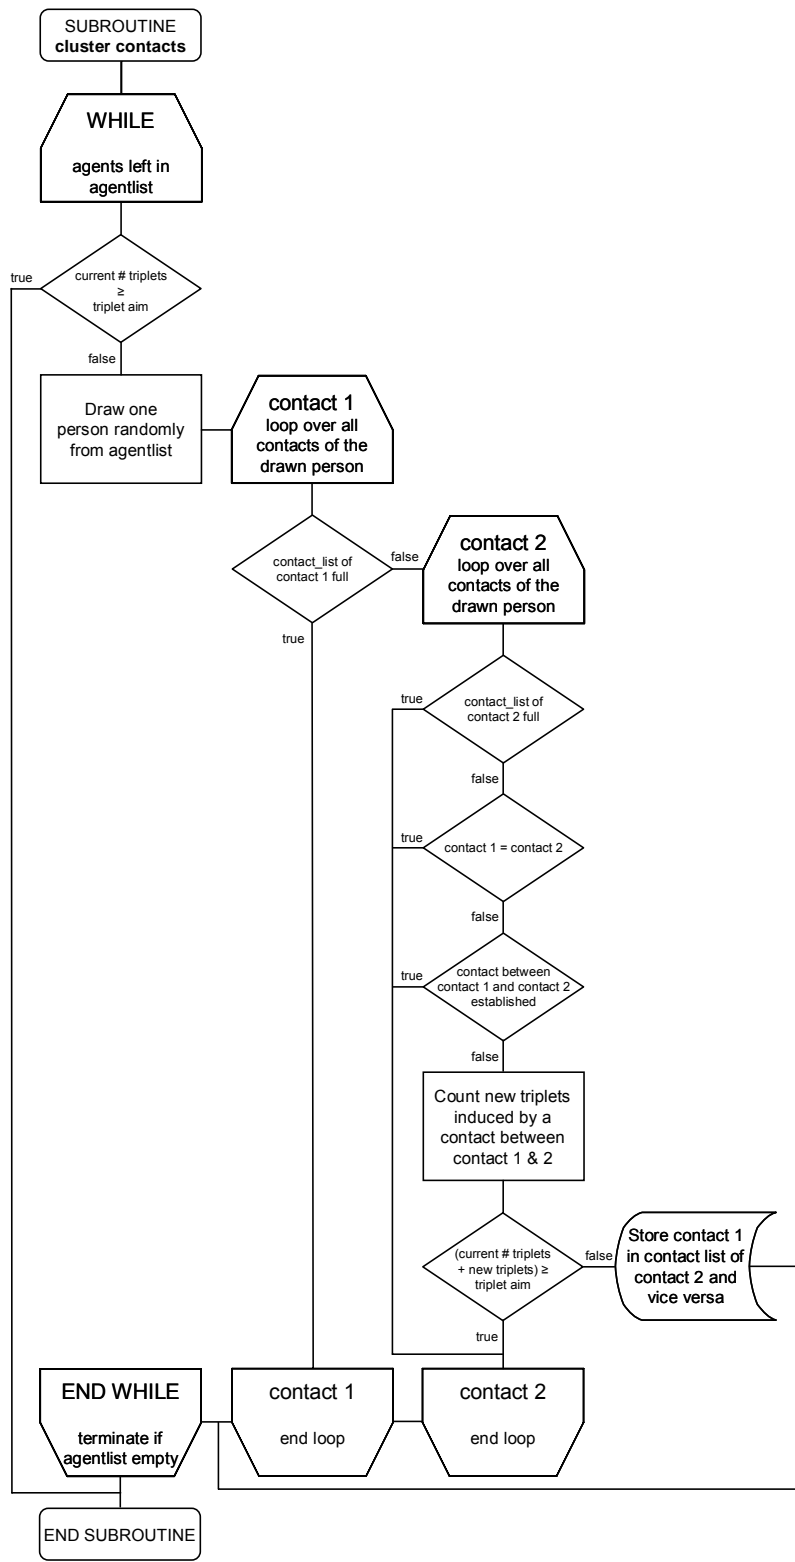 SUBROUTINE
cluster contacts
WHILE
agents left in
agentlist
true
current # triplets
≥
triplet aim
false
Draw one
person randomly
from agentlist
contact 1
loop over all
contacts of the
drawn person
contact_list of
contact 1 full
false
true
contact 2
loop over all
contacts of the
drawn person
true
contact_list of
contact 2 full
false
true
contact 1 = contact 2
false
true
contact between
contact 1 and contact 2
established
false
Count new triplets
induced by a
contact between
contact 1 & 2
(current # triplets
+ new triplets) ≥
triplet aim
false
true
Store contact 1
in contact list of
contact 2 and
vice versa
END WHILE
terminate if
agentlist empty
contact 1
end loop
contact 2
end loop
END SUBROUTINE